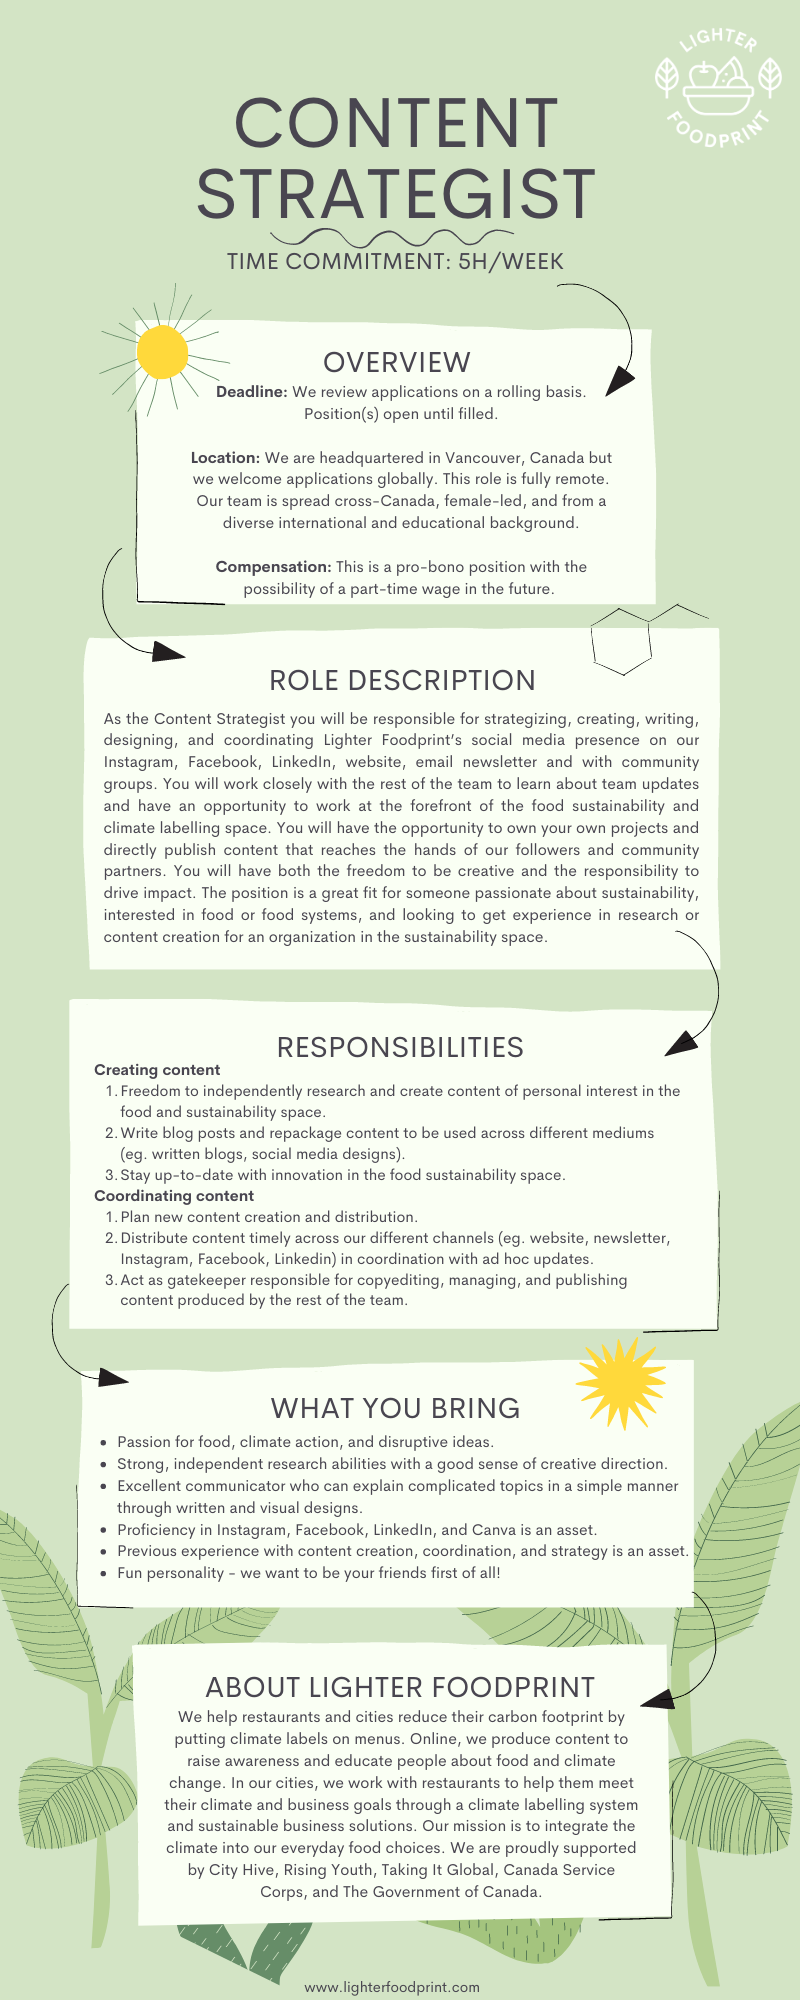 LIGHTER
FOODPRINT
CONTENT
STRATEGIST
TIME COMMITMENT: 5H/WEEK
OVERVIEW
Deadline: We review applications on a rolling basis.
Position(s) open until filled.
Location: We are headquartered in Vancouver, Canada but
we welcome applications globally. This role is fully remote.
Our team is spread cross-Canada, female-led, and from a
diverse international and educational background.
Compensation: This is a pro-bono position with the
possibility of a part-time wage in the future.
ROLE DESCRIPTION
As the Content Strategist you will be responsible for strategizing, creating, writing,
designing, and coordinating Lighter Foodprint's social media presence on our
Instagram, Facebook, LinkedIn, website, email newsletter and with community
groups. You will work closely with the rest of the team to learn about team updates
and have an opportunity to work at the forefront of the food sustainability and
climate labelling space. You will have the opportunity to own your own projects and
directly publish content that reaches the hands of our followers and community
partners. You will have both the freedom to be creative and the responsibility to
drive impact. The position is a great fit for someone passionate about sustainability,
interested in food or food systems, and looking to get experience in research or
content creation for an organization in the sustainability space.
RESPONSIBILITIES
Creating content
1. Freedom to independently research and create content of personal interest in the
food and sustainability space.
2. Write blog posts and repackage content to be used across different mediums
(eg. written blogs, social media designs).
3. Stay up-to-date with innovation in the food sustainability space.
Coordinating content
1. Plan new content creation and distribution.
2. Distribute content timely across our different channels (eg. website, newsletter,
Instagram, Facebook, Linkedin) in coordination with ad hoc updates.
3. Act as gatekeeper responsible for copyediting, managing, and publishing
content produced by the rest of the team.
WHAT YOU BRING
• Passion for food, climate action, and disruptive ideas.
• Strong, independent research abilities with a good sense of creative direction.
• Excellent communicator who can explain complicated topics in a simple manner
through written and visual designs.
• Proficiency in Instagram, Facebook, LinkedIn, and Canva is an asset.
• Previous experience with content creation, coordination, and strategy is an asset.
• Fun personality - we want to be your friends first of all!
ABOUT LIGHTER FOODPRINT
We help restaurants and cities reduce their carbon footprint by
putting climate labels on menus. Online, we produce content to
raise awareness and educate people about food and climate
change. In our cities, we work with restaurants to help them meet
their climate and business goals through a climate labelling system
and sustainable business solutions. Our mission is to integrate the
climate into our everyday food choices. We are proudly supported
by City Hive, Rising Youth, Taking It Global, Canada Service
Corps, and The Government of Canada.
www.lighterfoodprint.com